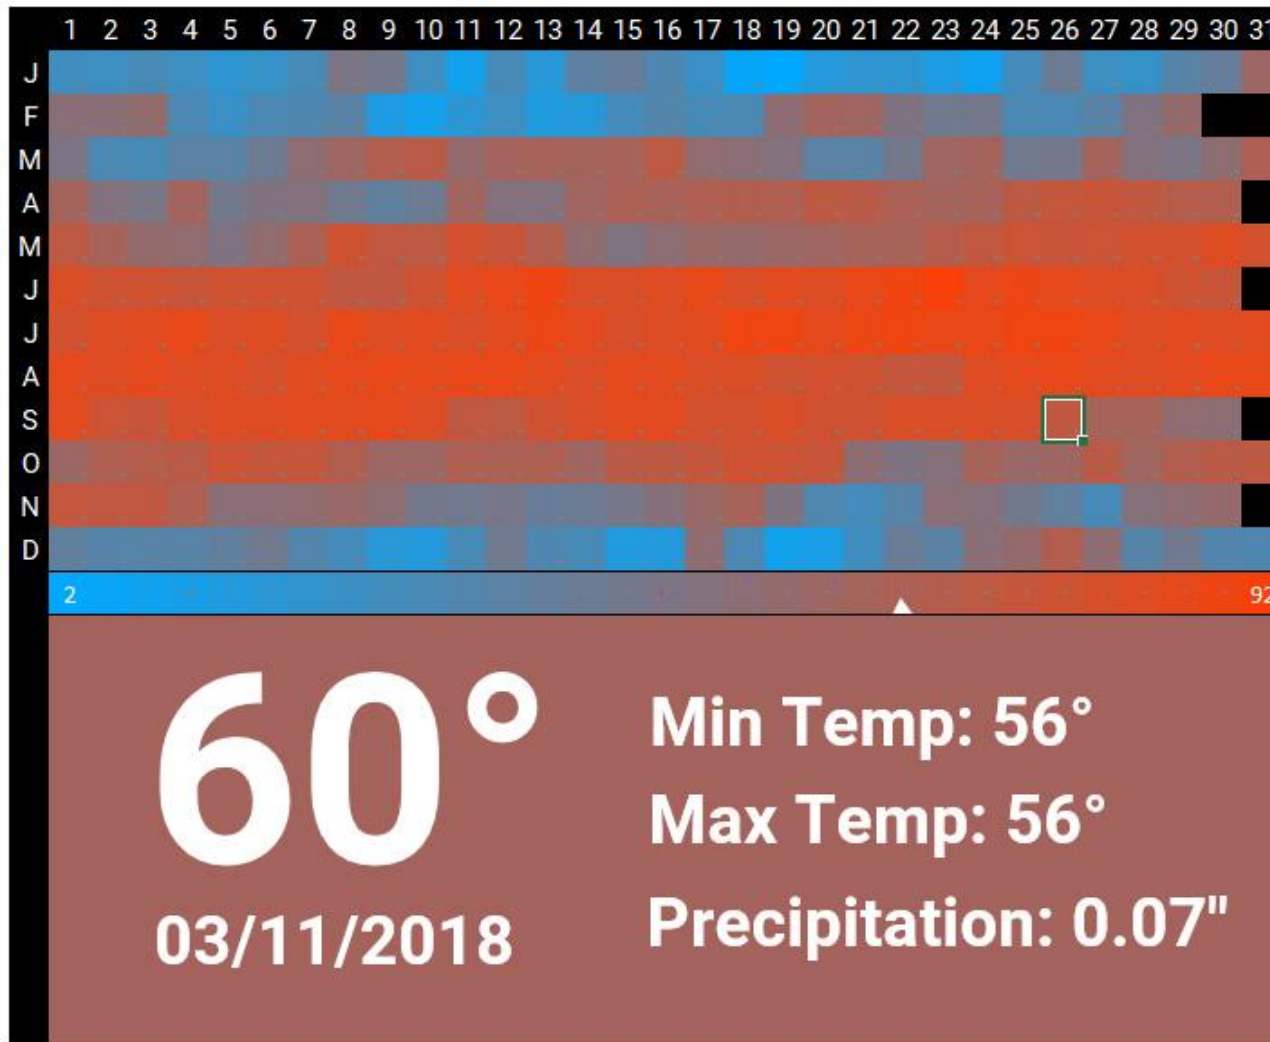 1 2 3 4 5 6 7 8 9 10 11 12 13 14 15 16 17 18 19 20 21 22 23 24 25 26 27 28 29 30 31
J
F
M
A
M
J
J
A
S
O
N
D
2 92
60°
03/11/2018
Min Temp: 56°
Max Temp: 56°
Precipitation: 0.07"